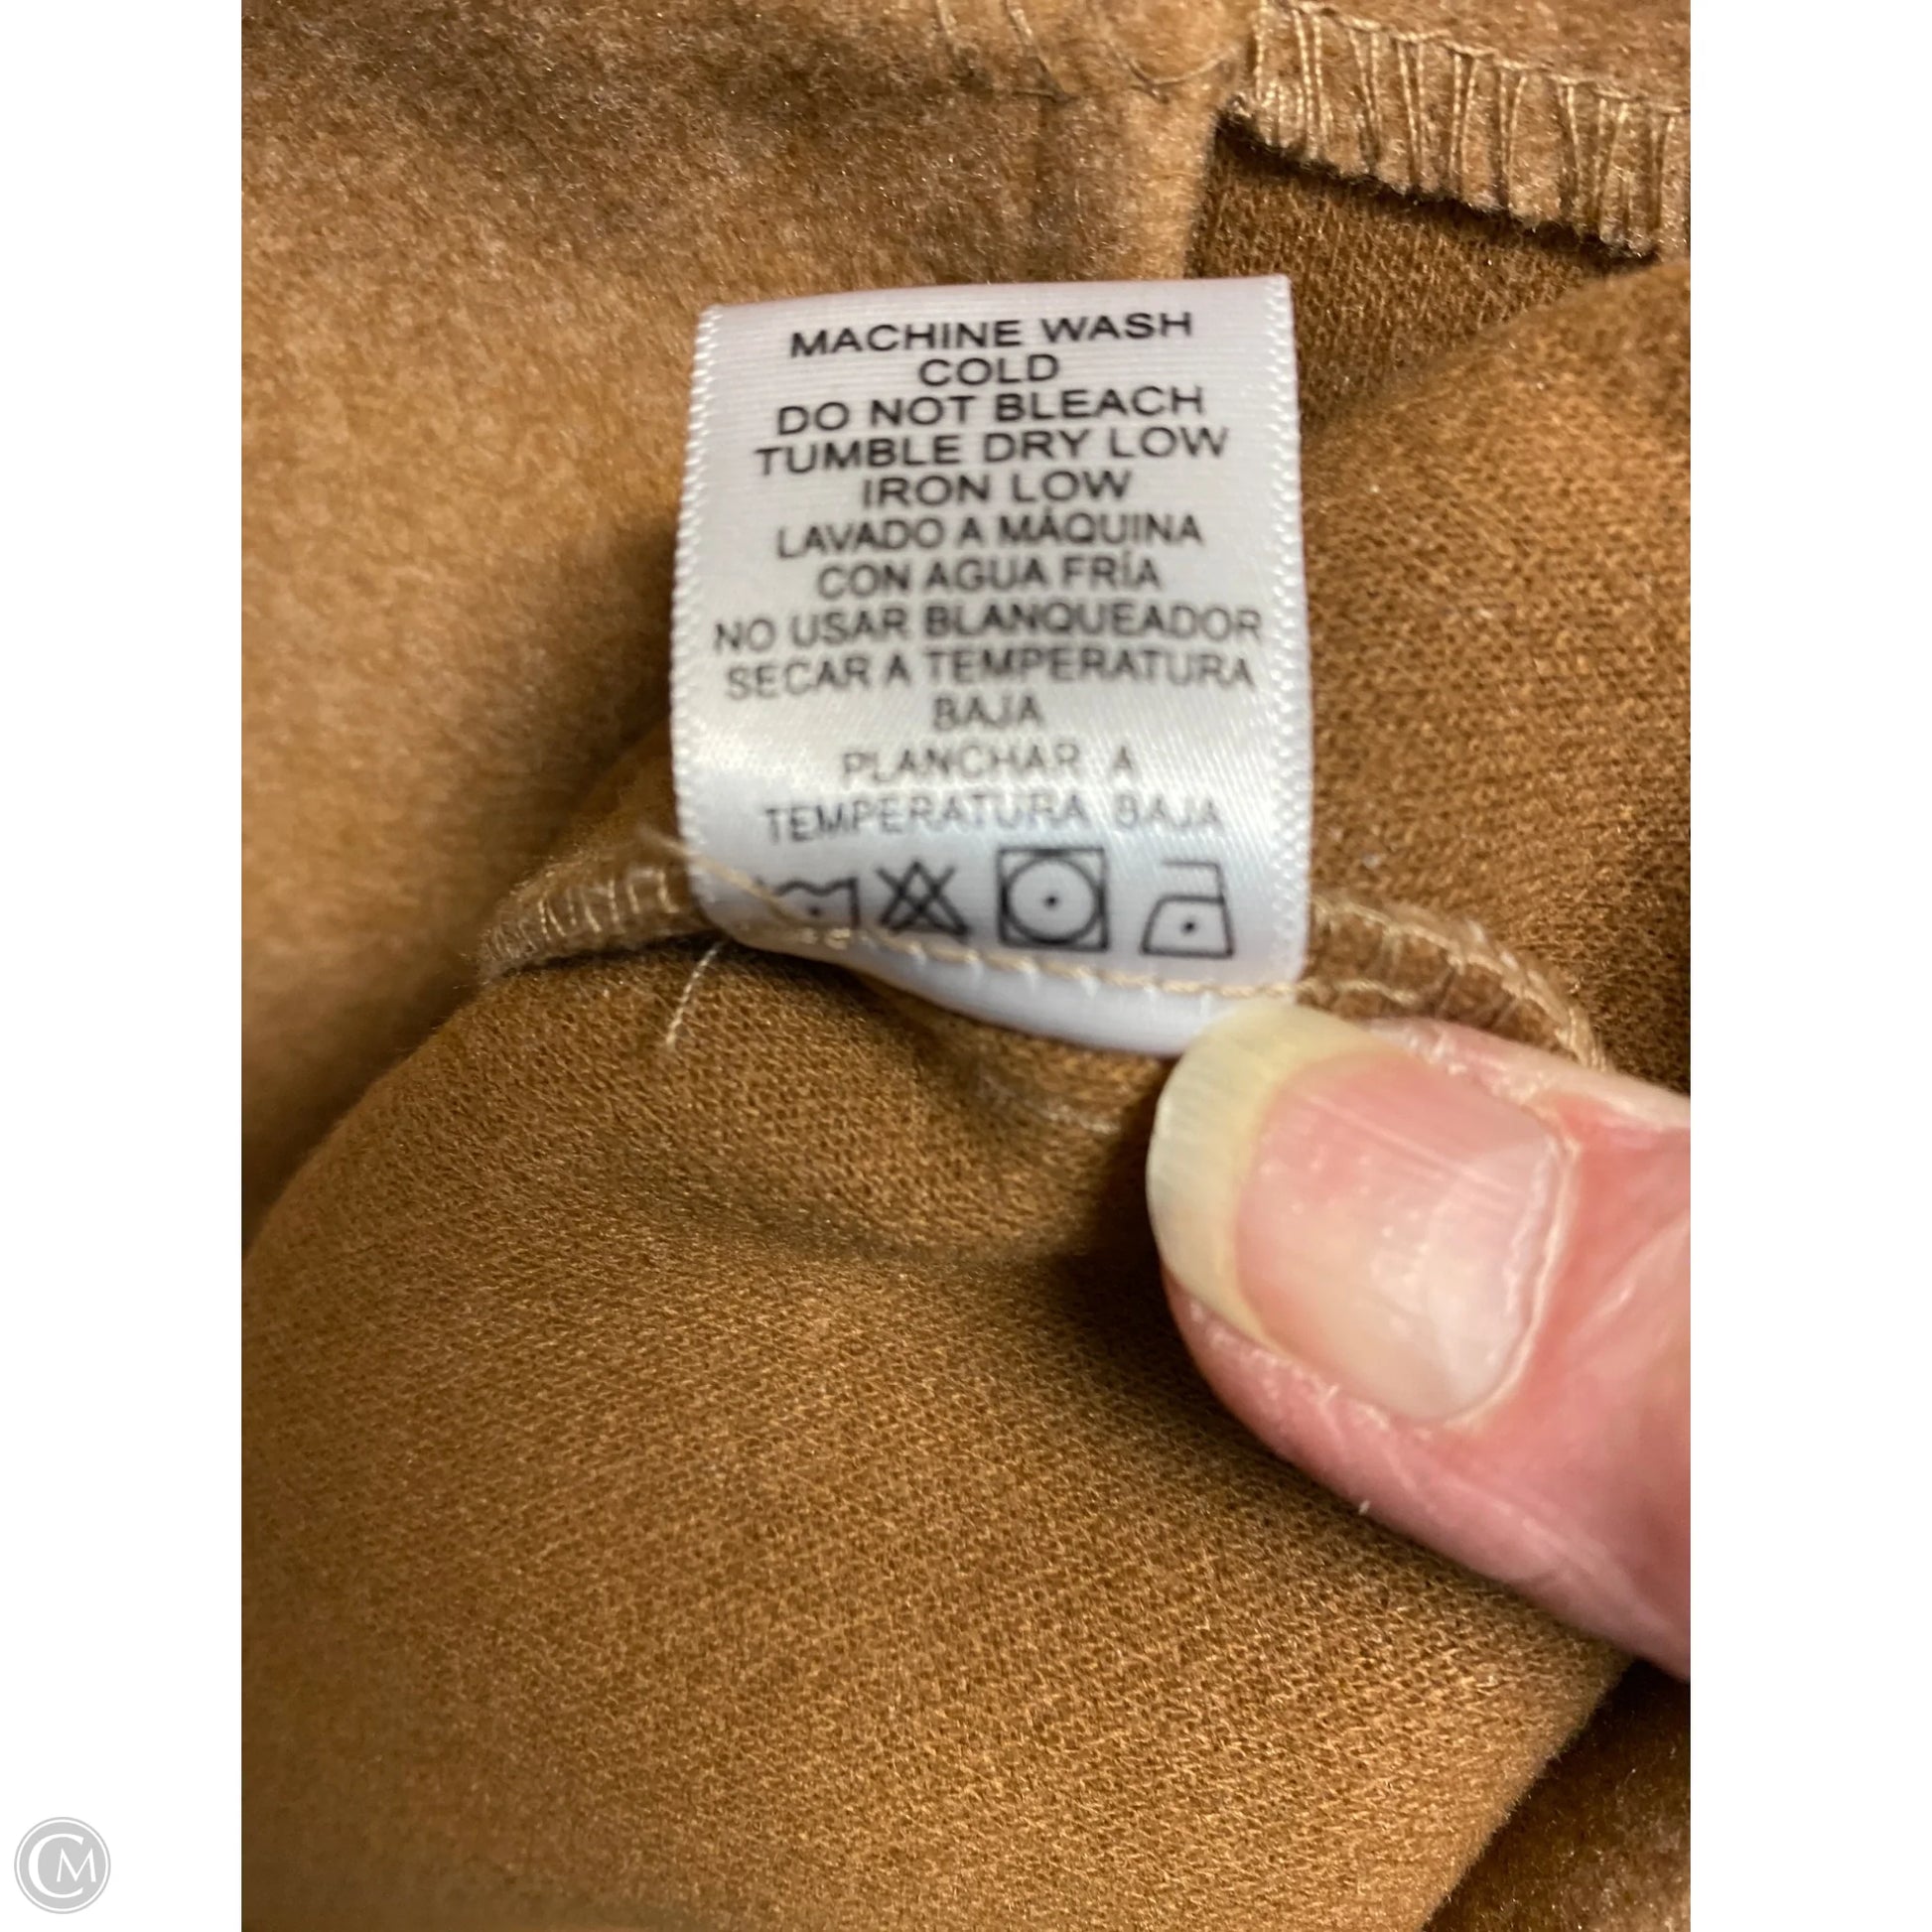 MACHINE WASH
COLD
DO NOT BLEACH
TUMBLE DRY LOW
IRON LOW
LAVADO A MÁQUINA
CON AGUA FRÍA
NO USAR BLANQUEADOR
SECAR A TEMPERATURA
BAJA
PLANCHAR A
TEMPERATURA BAJA
CM